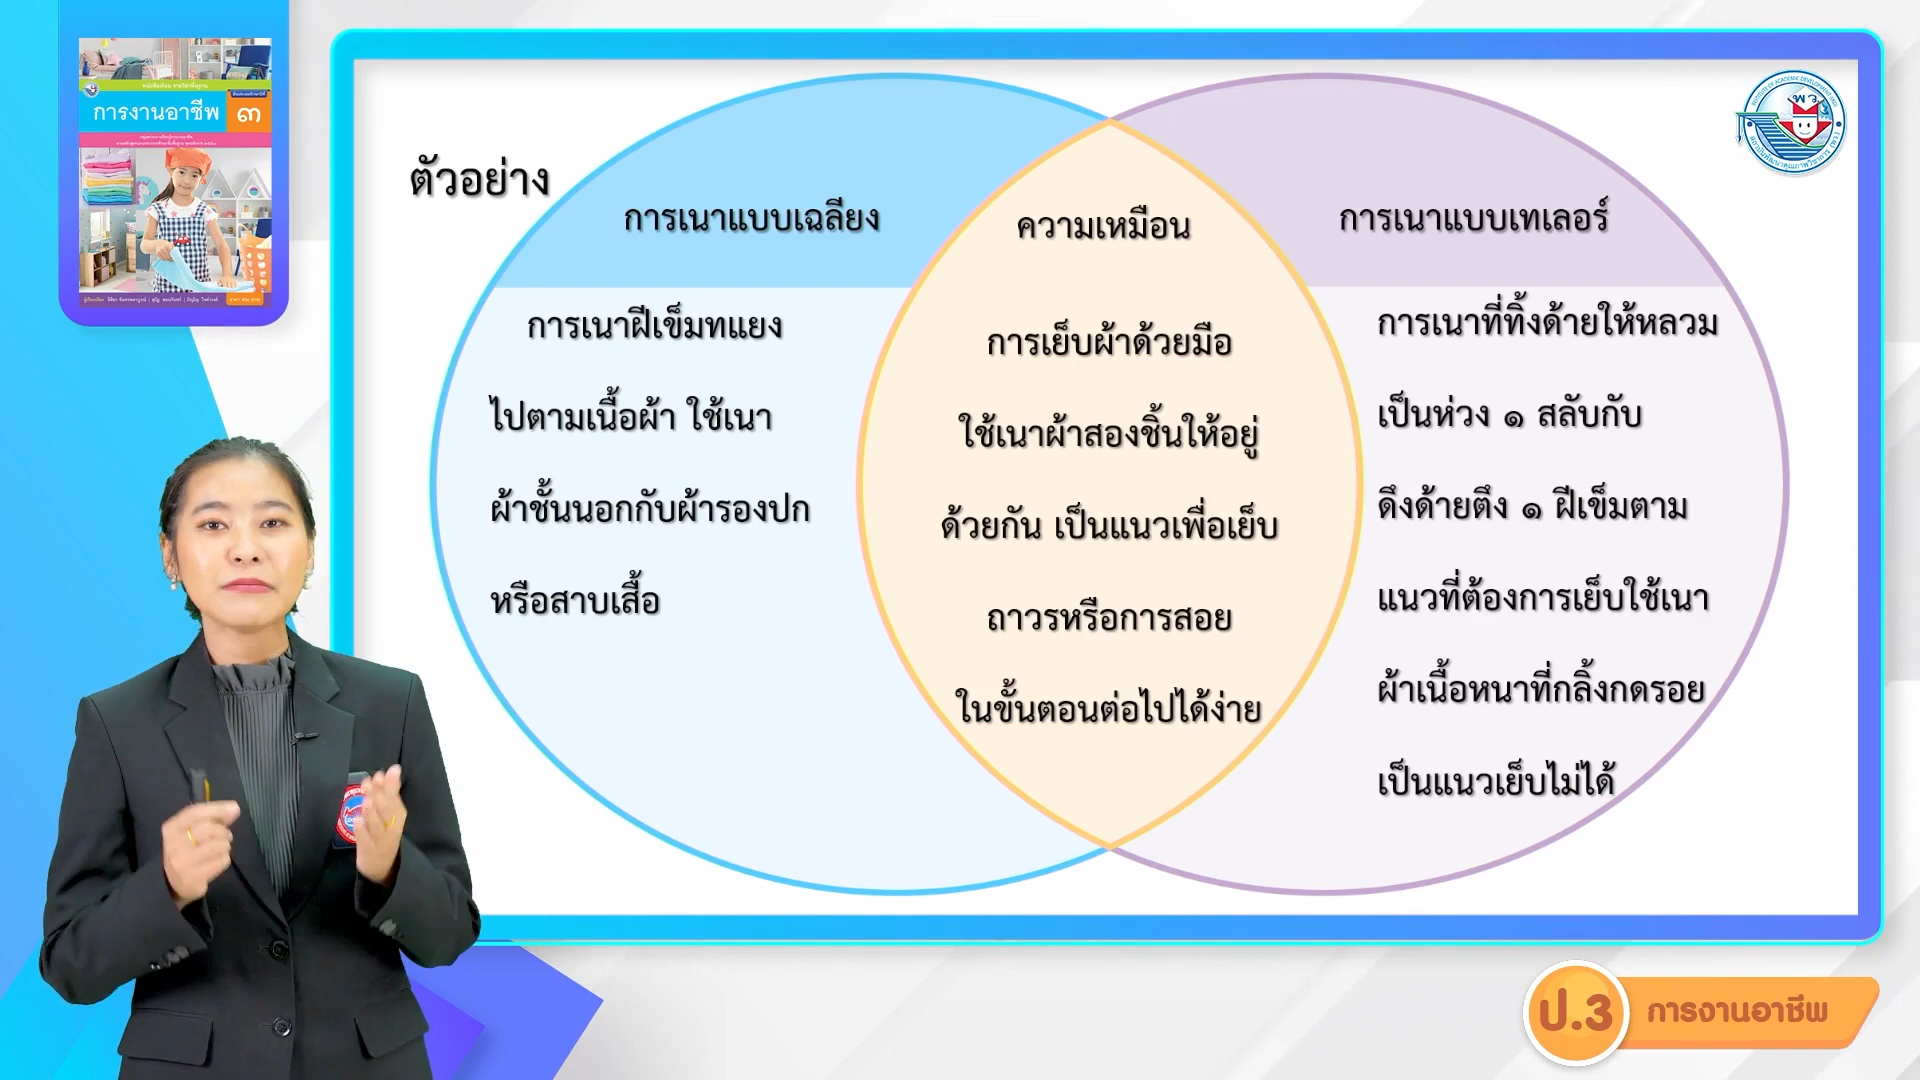 การงานอาชีพ ๓
ตัวอย่าง
การเนาแบบเฉลียง
การเนาฝีเข็มทแยง
ไปตามเนื้อผ้า ใช้เนา
ผ้าชั้นนอกกับผ้ารองปก
หรือสาบเสื้อ
ความเหมือน
การเย็บผ้าด้วยมือ
ใช้เนาผ้าสองชิ้นให้อยู่
ด้วยกัน เป็นแนวเพื่อเย็บ
ถาวรหรือการสอย
ในขั้นตอนต่อไปได้ง่าย
การเนาแบบเทเลอร์
การเนาที่ทิ้งด้ายให้หลวม
เป็นห่วง ๑ สลับกับ
ดึงด้ายตึง ๑ ฝีเข็มตาม
แนวที่ต้องการเย็บใช้เนา
ผ้าเนื้อหนาที่กลิ้งกดรอย
เป็นแนวเย็บไม่ได้
พว
ป.3 การงานอาชีพ